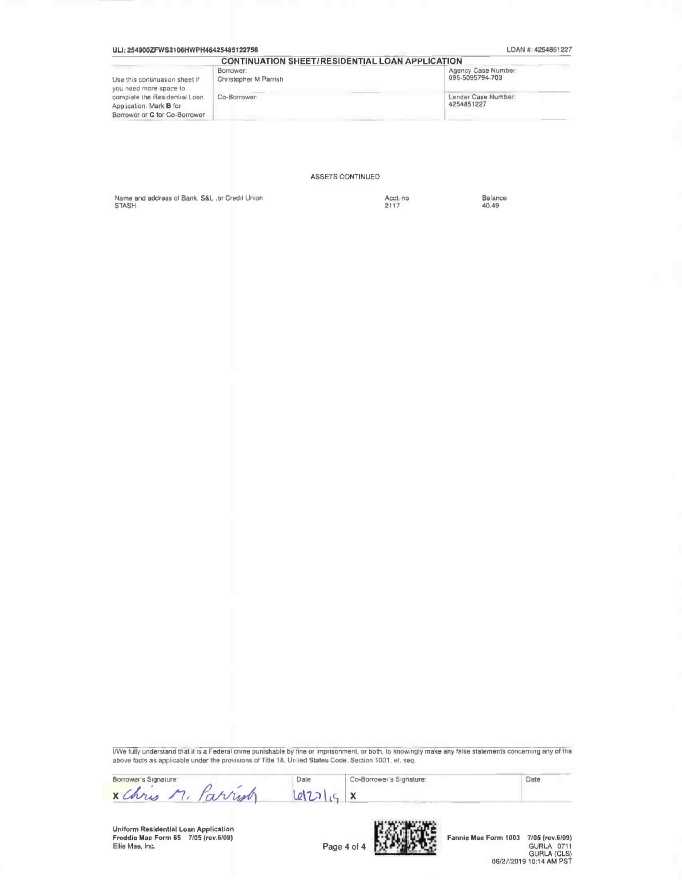 ULI: 254900ZFWS3106HWPH46425485122758 LOAN #: 4254851227
CONTINUATION SHEET/RESIDENTIAL LOAN APPLICATION
Use this continuation sheet if
you need more space to
complete the Residential Loan
Application. Mark B for
Borrower or C for Co-Borrower
Borrower:
Christopher M Parrish
Agency Case Number:
095-5095794-703
Co-Borrower:
Lender Case Number:
4254851227
ASSETS CONTINUED
Name and address of Bank, S&L ,or Credit Union Acct. no Balance
STASH 2117 40.49
I/We fully understand that it is a Federal crime punishable by fine or imprisonment, or both, to knowingly make any false statements concerning any of the
above facts as applicable under the provisions of Title 18, United States Code, Section 1001, et. seq.
Borrower's Signature: Date Co-Borrower's Signature: Date
X Chris M. Parrish X
Uniform Residential Loan Application
Freddie Mac Form 65 7/05 (rev.6/09)
Ellie Mae, Inc.
Page 4 of 4
Fannie Mae Form 1003 7/05 (rev.6/09)
GURLA 0711
GURLA (CLS)
06/27/2019 10:14 AM PST